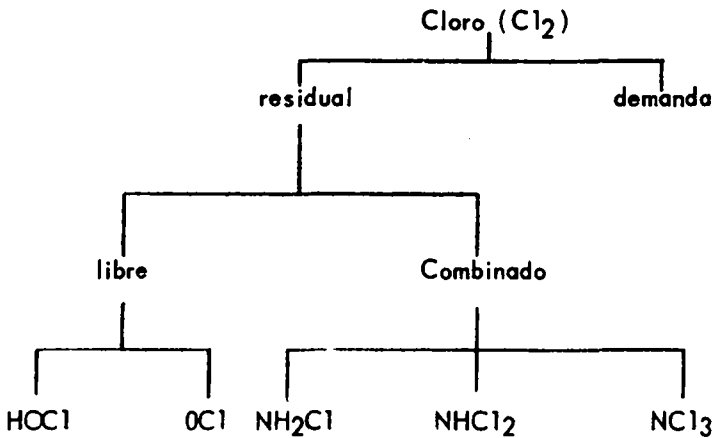 Cloro (Cl₂)
residual demanda
libre Combinado
HOCl OCl NH₂Cl NHCl₂ NCl₃